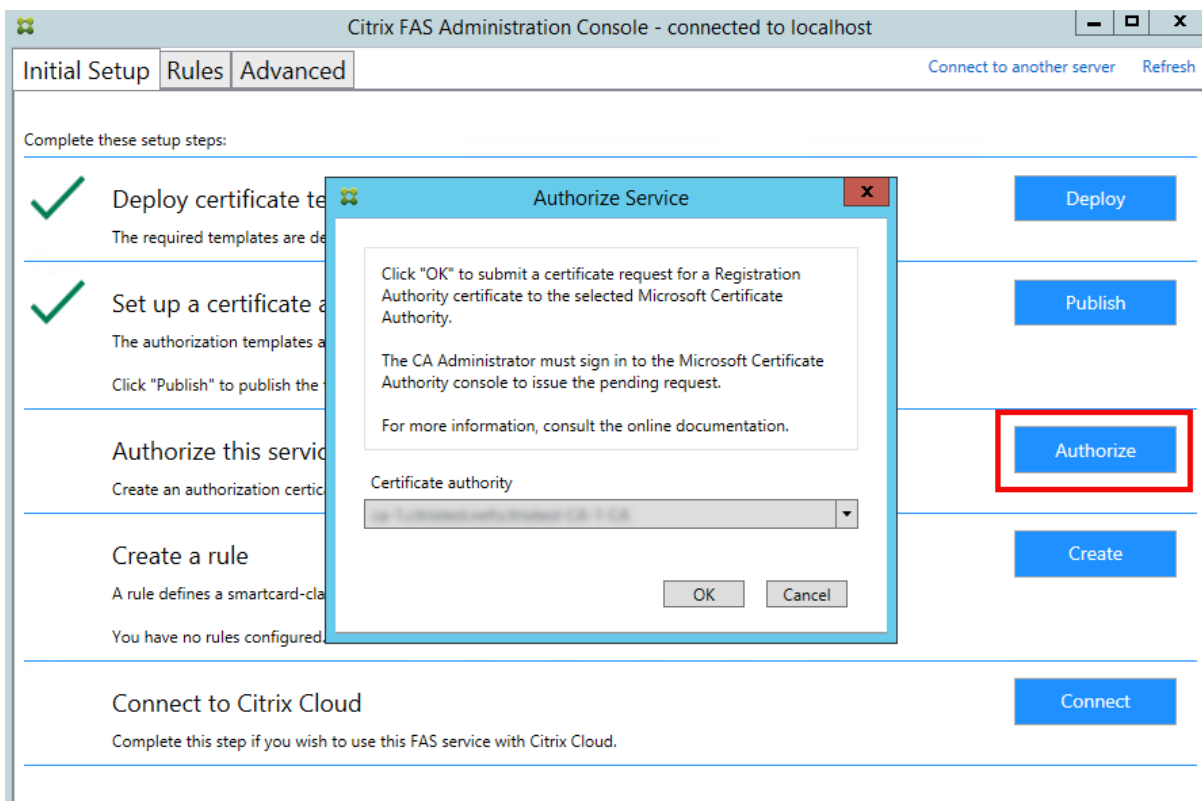 Citrix FAS Administration Console - connected to localhost
Initial Setup Rules Advanced
Connect to another server Refresh
Complete these setup steps:
Deploy certificate te
Deploy
The required templates are de
Set up a certificate a
Publish
The authorization templates a
Click "Publish" to publish the
Authorize this servic
Authorize
Create an authorization certic
Create a rule
Create
A rule defines a smartcard-cla
You have no rules configured.
Connect to Citrix Cloud
Connect
Complete this step if you wish to use this FAS service with Citrix Cloud.
Authorize Service
Click "OK" to submit a certificate request for a Registration
Authority certificate to the selected Microsoft Certificate
Authority.
The CA Administrator must sign in to the Microsoft Certificate
Authority console to issue the pending request.
For more information, consult the online documentation.
Certificate authority
OK Cancel